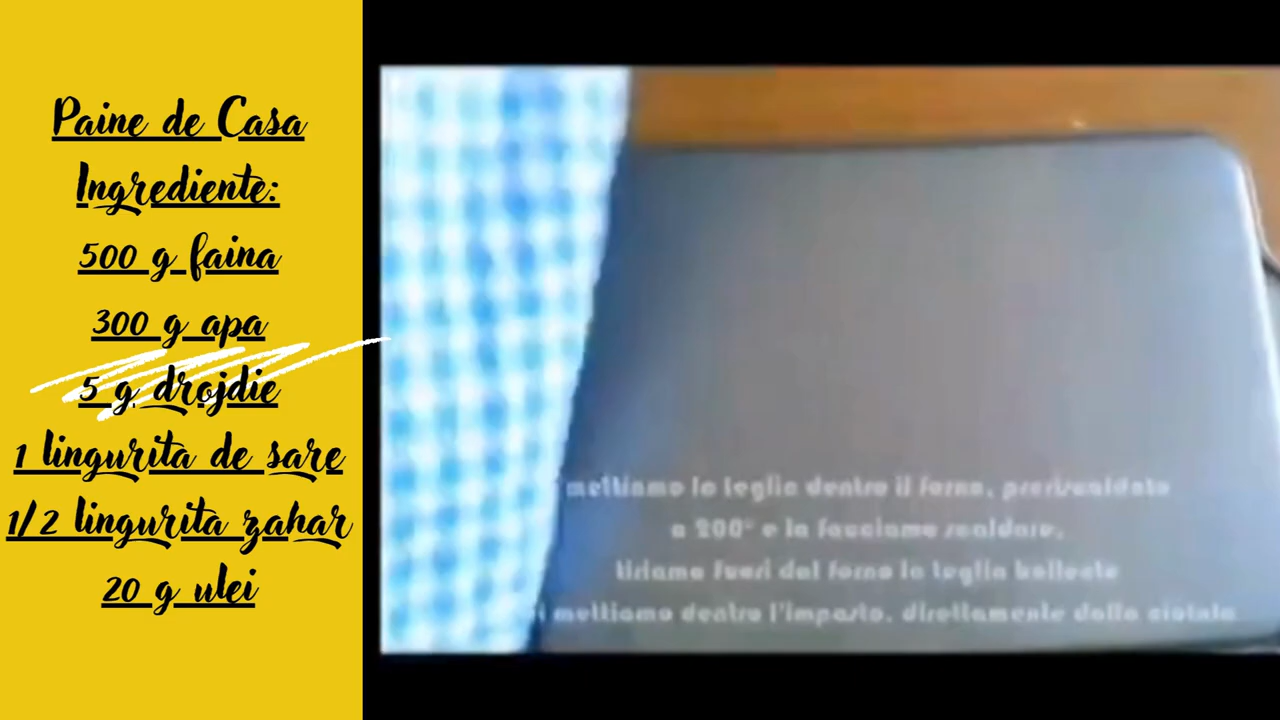 Paine de Casa
Ingrediente:
500 g faina
300 g apa
5 g drojdie
1 lingurita de sare
1/2 lingurita zahar
20 g ulei
mettiamo la teglia dentro il forno, preriscaldato
a 200° e la facciamo scaldare.
tiriamo fuori dal forno la teglia bollente
mettiamo dentro l'impasto, direttamente dalla ciotola